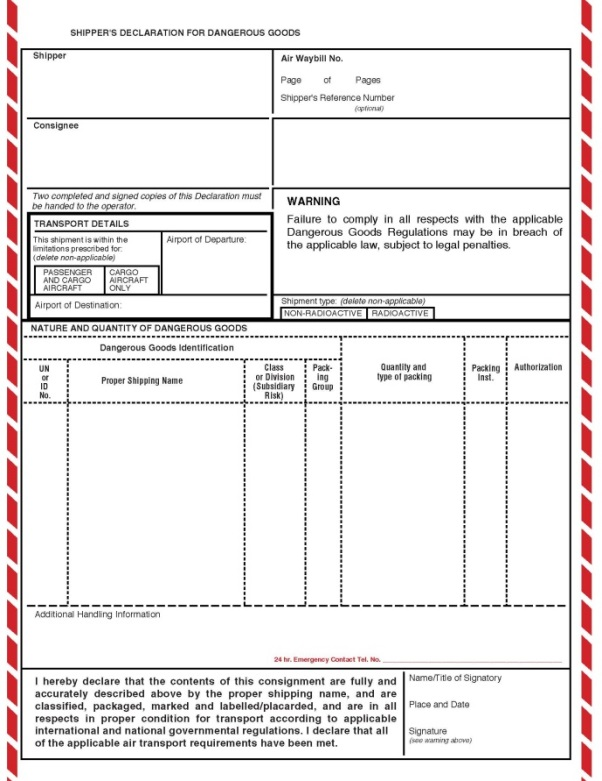 SHIPPER'S DECLARATION FOR DANGEROUS GOODS
Shipper
Air Waybill No.
Page of Pages
Shipper's Reference Number
(optional)
Consignee
Two completed and signed copies of this Declaration must
be handed to the operator.
WARNING
Failure to comply in all respects with the applicable
Dangerous Goods Regulations may be in breach of
the applicable law, subject to legal penalties.
TRANSPORT DETAILS
This shipment is within the
limitations prescribed for:
(delete non-applicable)
Airport of Departure:
PASSENGER
AND CARGO
AIRCRAFT
CARGO
AIRCRAFT
ONLY
Airport of Destination:
Shipment type: (delete non-applicable)
NON-RADIOACTIVE RADIOACTIVE
NATURE AND QUANTITY OF DANGEROUS GOODS
Dangerous Goods Identification
UN
or
ID
No.
Proper Shipping Name
Class
or Division
(Subsidiary
Risk)
Pack-
ing
Group
Quantity and
type of packing
Packing
Inst.
Authorization
Additional Handling Information
24 hr. Emergency Contact Tel. No.
I hereby declare that the contents of this consignment are fully and
accurately described above by the proper shipping name, and are
classified, packaged, marked and labelled/placarded, and are in all
respects in proper condition for transport according to applicable
international and national governmental regulations. I declare that all
of the applicable air transport requirements have been met.
Name/Title of Signatory
Place and Date
Signature
(see warning above)